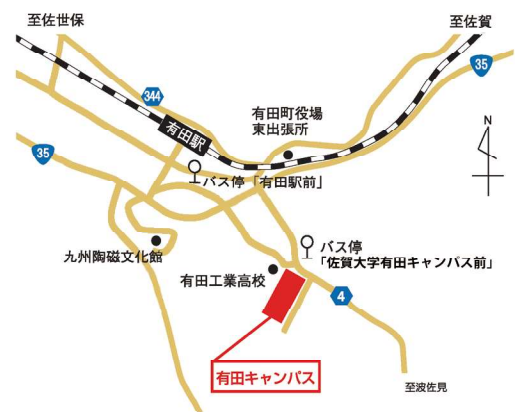 至佐世保
至佐賀
35
344
有田駅
有田町役場
東出張所
N
35
バス停「有田駅前」
九州陶磁文化館
バス停
「佐賀大学有田キャンパス前」
有田工業高校
4
有田キャンパス
至波佐見